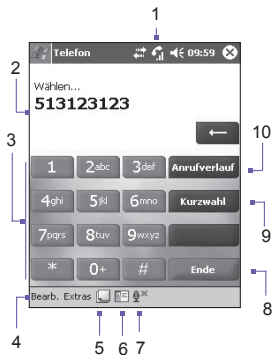 1
Telefon 09:59
2
Wählen...
513123123
3
10
1 2abc 3def Anrufverlauf
4ghi 5jkl 6mno Kurzwahl
9
7pqrs 8tuv 9wxyz
* 0+ # Ende
8
4
Bearb. Extras
5 6 7